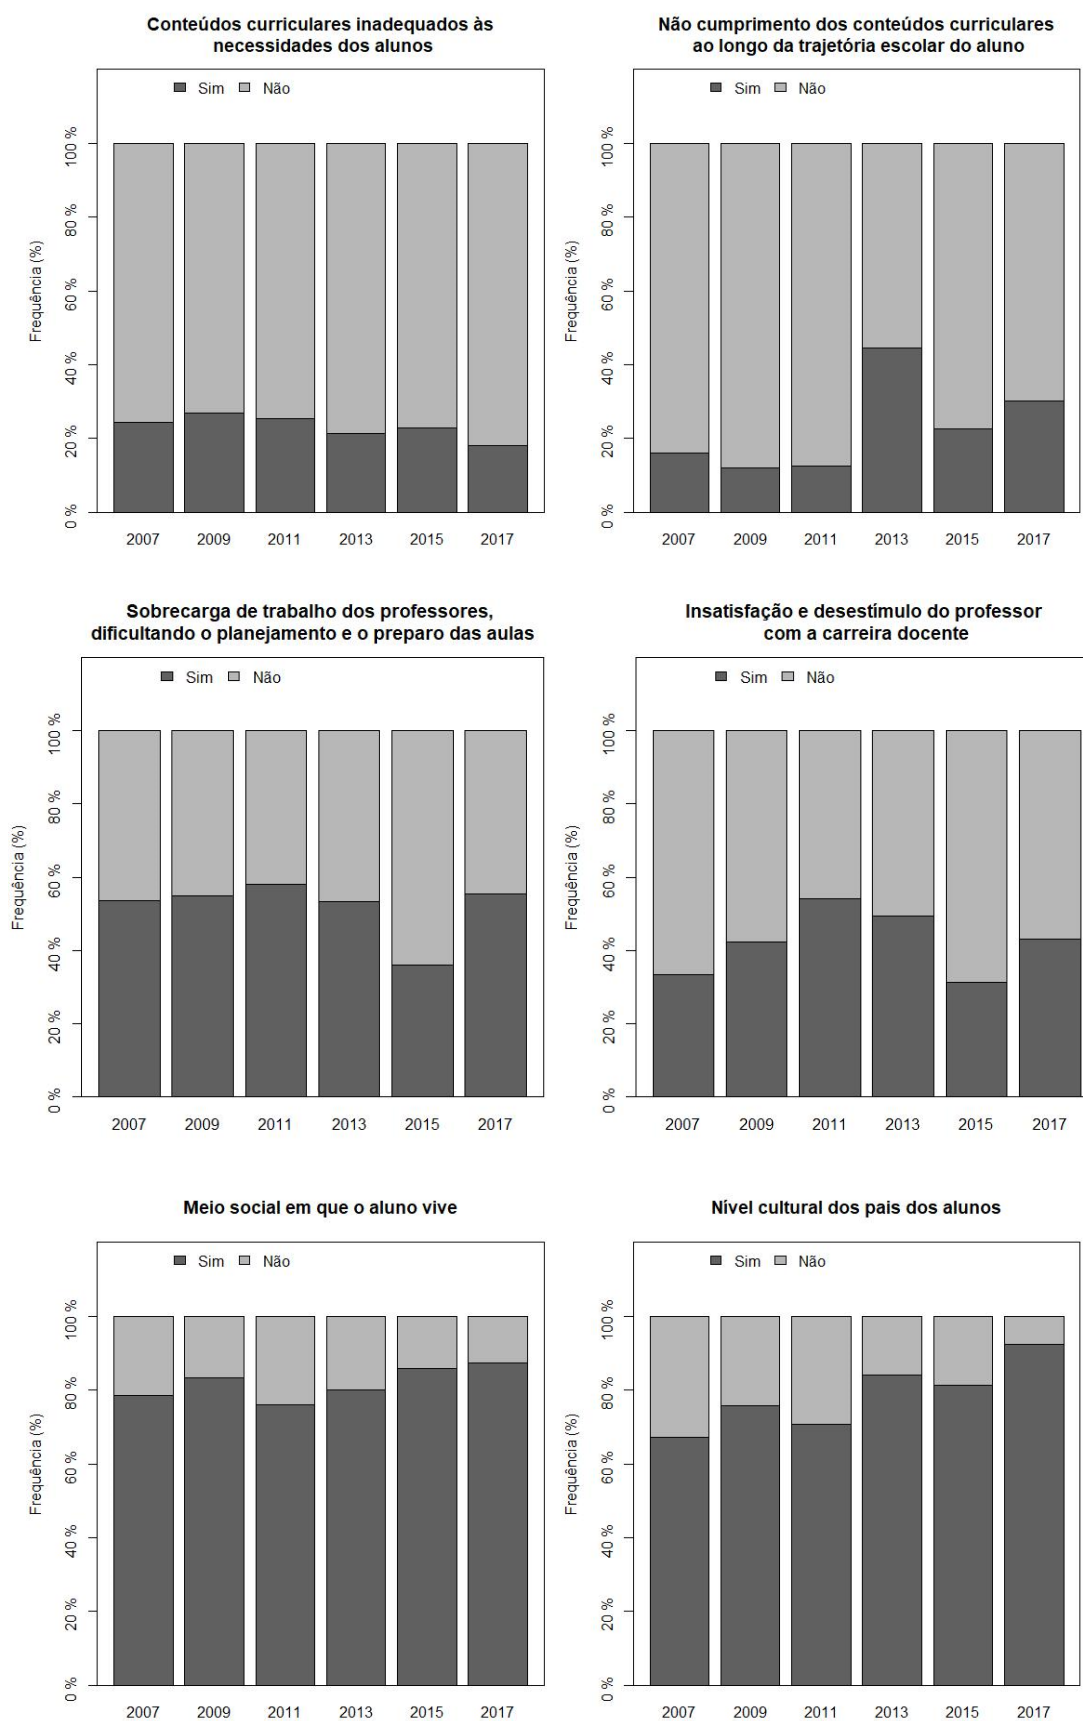 Conteúdos curriculares inadequados às
necessidades dos alunos
Sim Não
Frequência (%)
100 %
80 %
60 %
40 %
20 %
0 %
2007 2009 2011 2013 2015 2017
Não cumprimento dos conteúdos curriculares
ao longo da trajetória escolar do aluno
Sim Não
Frequência (%)
100 %
80 %
60 %
40 %
20 %
0 %
2007 2009 2011 2013 2015 2017
Sobrecarga de trabalho dos professores,
dificultando o planejamento e o preparo das aulas
Sim Não
Frequência (%)
100 %
80 %
60 %
40 %
20 %
0 %
2007 2009 2011 2013 2015 2017
Insatisfação e desestímulo do professor
com a carreira docente
Sim Não
Frequência (%)
100 %
80 %
60 %
40 %
20 %
0 %
2007 2009 2011 2013 2015 2017
Meio social em que o aluno vive
Sim Não
Frequência (%)
100 %
80 %
60 %
40 %
20 %
0 %
2007 2009 2011 2013 2015 2017
Nível cultural dos pais dos alunos
Sim Não
Frequência (%)
100 %
80 %
60 %
40 %
20 %
0 %
2007 2009 2011 2013 2015 2017